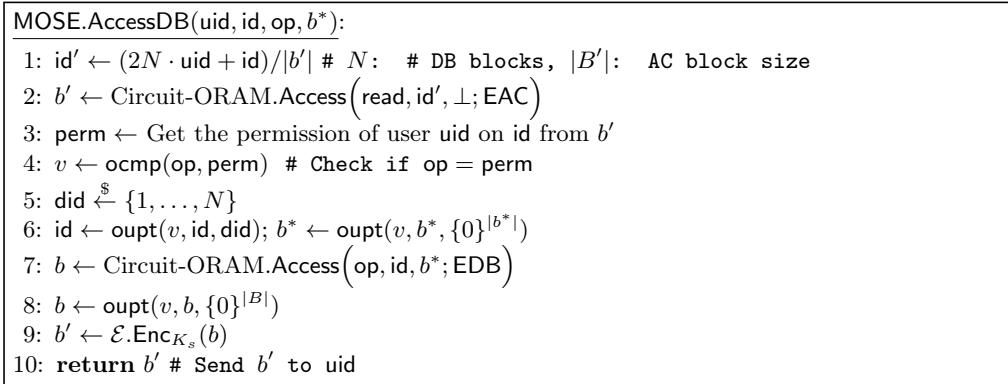 MOSE.AccessDB(uid, id, op, b*):
1: id′ ← (2N · uid + id)/|b′| # N: # DB blocks, |B′|: AC block size
2: b′ ← Circuit-ORAM.Access(read, id′, ⊥; EAC)
3: perm ← Get the permission of user uid on id from b′
4: v ← ocmp(op, perm) # Check if op = perm
5: did ←$ {1, . . . , N}
6: id ← oupt(v, id, did); b* ← oupt(v, b*, {0}^|b*|)
7: b ← Circuit-ORAM.Access(op, id, b*; EDB)
8: b ← oupt(v, b, {0}^|B|)
9: b′ ← ℰ.Enc_{K_s}(b)
10: return b′ # Send b′ to uid